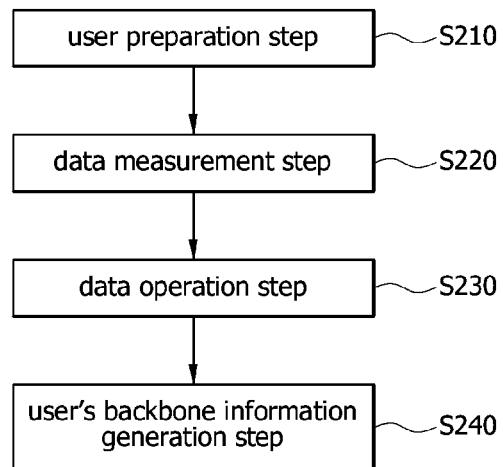 user preparation step
S210
data measurement step
S220
data operation step
S230
user's backbone information
generation step
S240